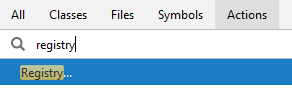 All Classes Files Symbols Actions
registry
Registry...